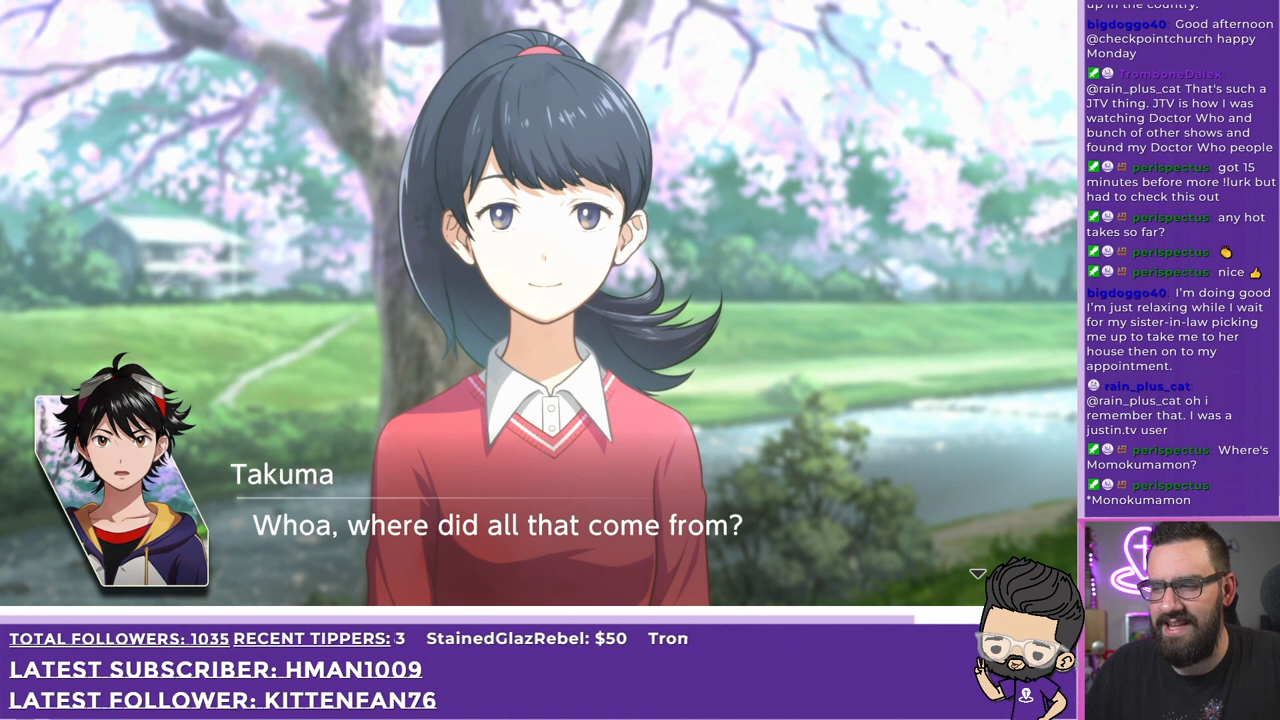 Takuma
Whoa, where did all that come from?
up in the country.
bigdoggo40: Good afternoon
@checkpointchurch happy
Monday
TromboneDalek:
@rain_plus_cat That's such a
JTV thing. JTV is how I was
watching Doctor Who and
bunch of other shows and
found my Doctor Who people
perispectus got 15
minutes before more !lurk but
had to check this out
perispectus any hot
takes so far?
perispectus 👏
perispectus nice 👍
bigdoggo40: I'm doing good
I'm just relaxing while I wait
for my sister-in-law picking
me up to take me to her
house then on to my
appointment.
rain_plus_cat:
@rain_plus_cat oh i
remember that. I was a
justin.tv user
perispectus Where's
Momokumamon?
perispectus
*Monokumamon
TOTAL FOLLOWERS: 1035 RECENT TIPPERS: 3 StainedGlazRebel: $50 Tron
LATEST SUBSCRIBER: HMAN1009
LATEST FOLLOWER: KITTENFAN76